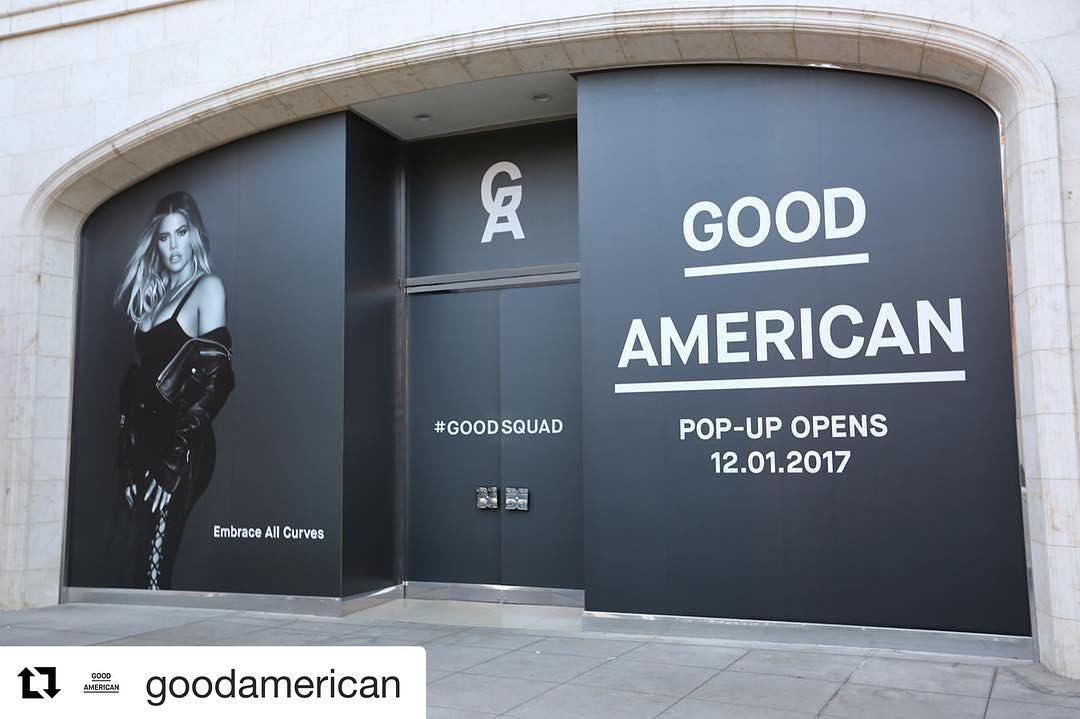 GA
GOOD
AMERICAN
#GOODSQUAD
POP-UP OPENS
12.01.2017
Embrace All Curves
GOOD
AMERICAN
goodamerican